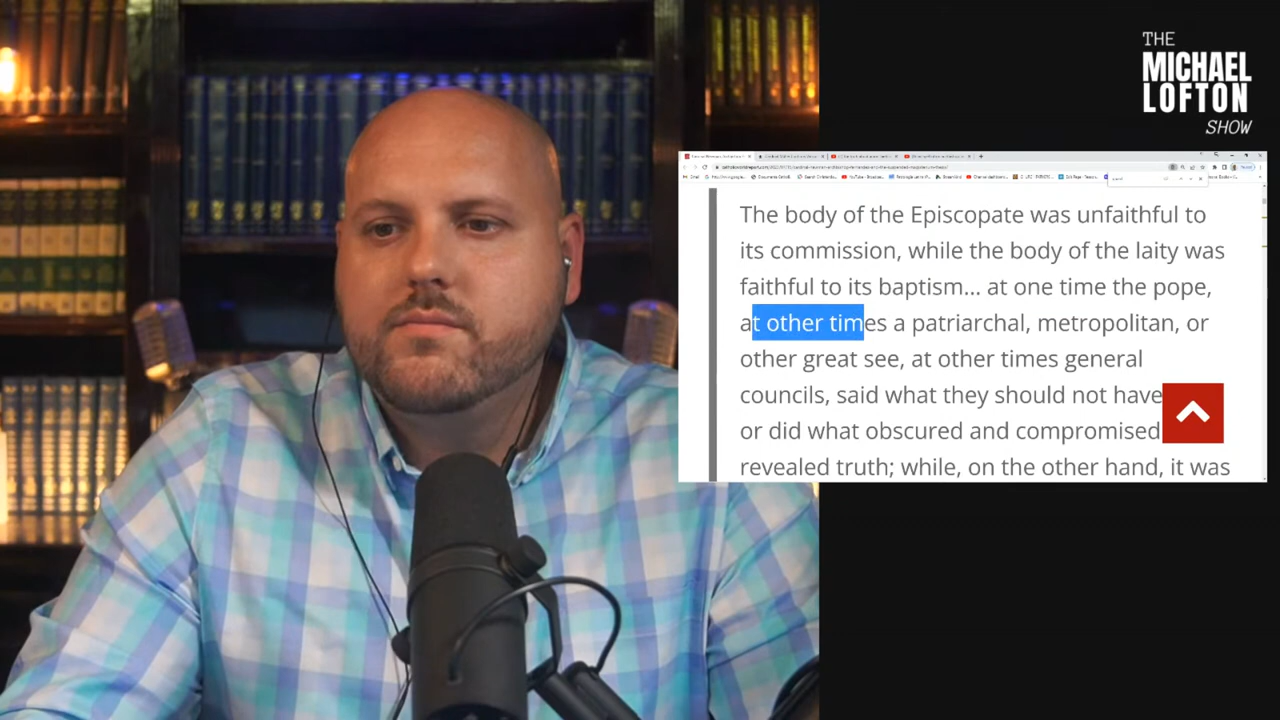 THE
MICHAEL
LOFTON
SHOW
The body of the Episcopate was unfaithful to
its commission, while the body of the laity was
faithful to its baptism... at one time the pope,
at other times a patriarchal, metropolitan, or
other great see, at other times general
councils, said what they should not have
or did what obscured and compromised
revealed truth; while, on the other hand, it was